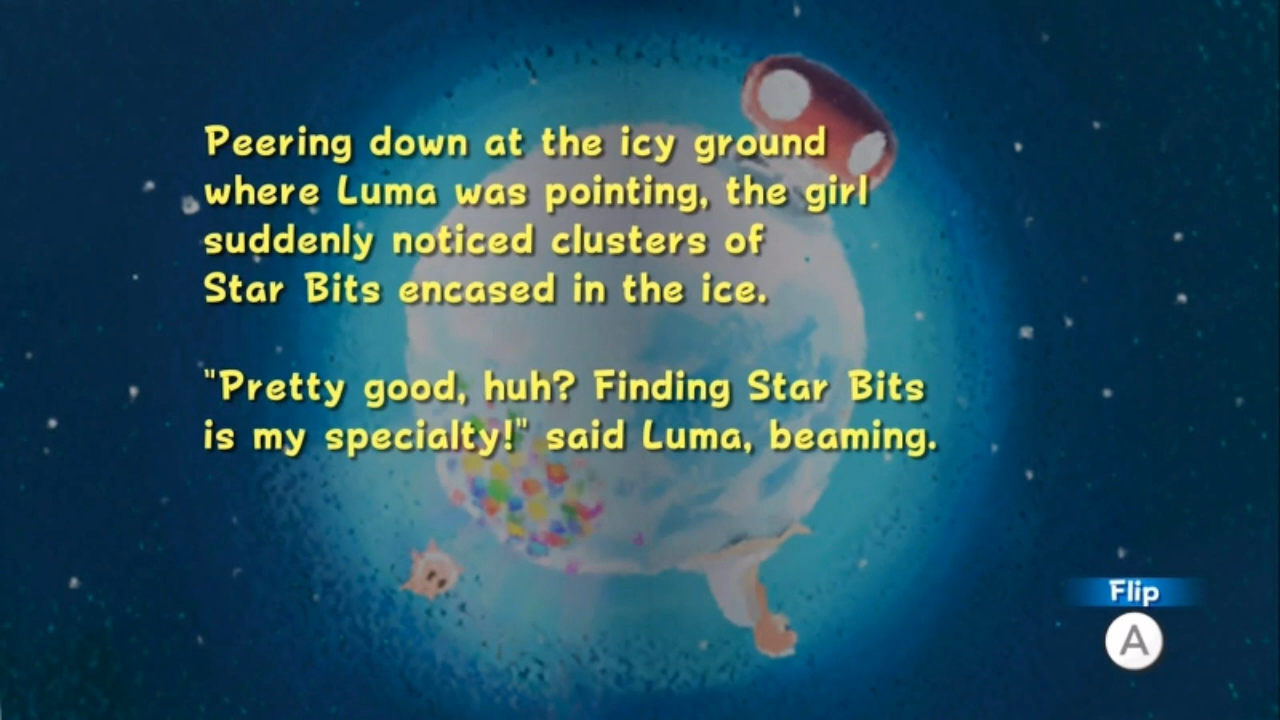 Peering down at the icy ground
where Luma was pointing, the girl
suddenly noticed clusters of
Star Bits encased in the ice.
"Pretty good, huh? Finding Star Bits
is my specialty!" said Luma, beaming.
Flip
A